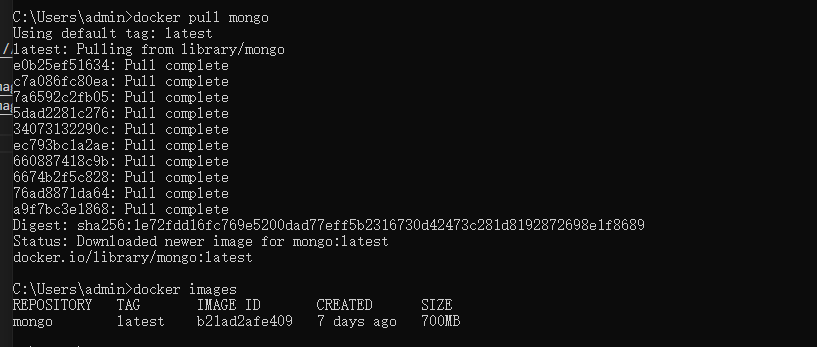 C:\Users\admin>docker pull mongo
Using default tag: latest
latest: Pulling from library/mongo
e0b25ef51634: Pull complete
c7a086fc80ea: Pull complete
7a6592c2fb05: Pull complete
5dad2281c276: Pull complete
34073132290c: Pull complete
ec793bc1a2ae: Pull complete
660887418c9b: Pull complete
6674b2f5c828: Pull complete
76ad8871da64: Pull complete
a9f7bc3e1868: Pull complete
Digest: sha256:1e72fdd16fc769e5200dad77eff5b2316730d42473c281d8192872698e1f8689
Status: Downloaded newer image for mongo:latest
docker.io/library/mongo:latest
C:\Users\admin>docker images
REPOSITORY TAG IMAGE ID CREATED SIZE
mongo latest b21ad2afe409 7 days ago 700MB